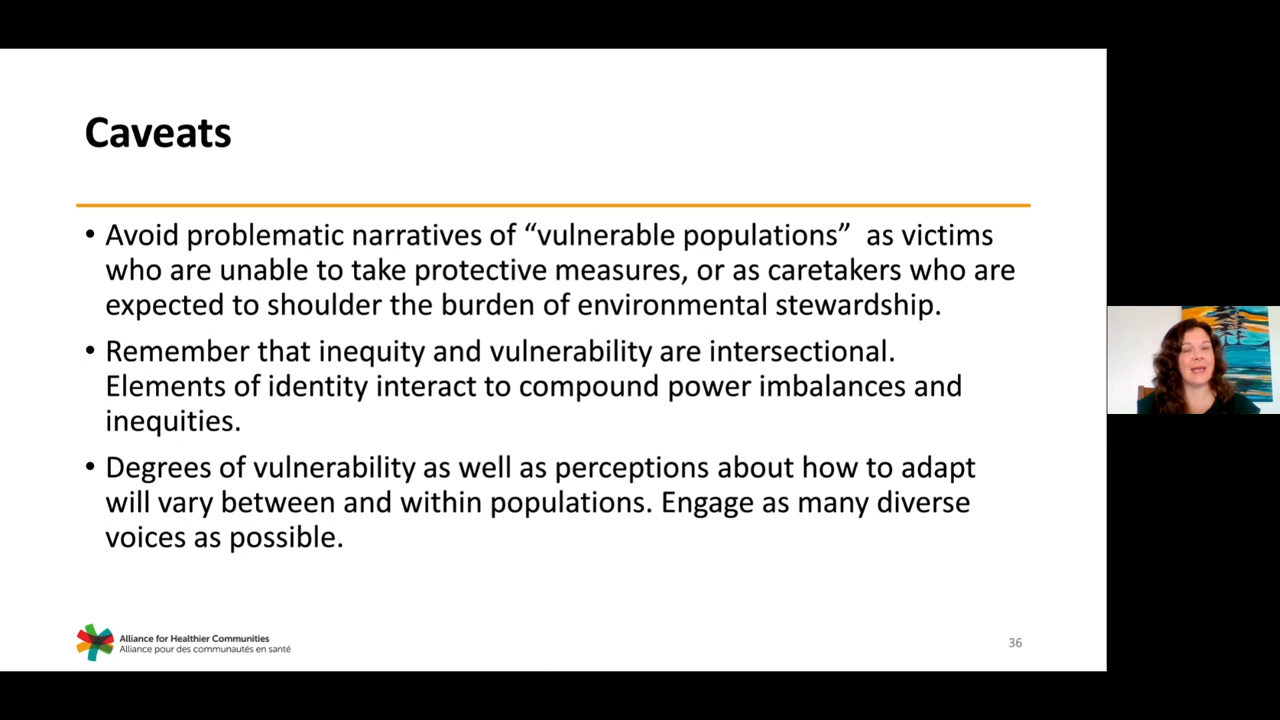 Caveats
• Avoid problematic narratives of “vulnerable populations”  as victims
who are unable to take protective measures, or as caretakers who are
expected to shoulder the burden of environmental stewardship.
• Remember that inequity and vulnerability are intersectional.
Elements of identity interact to compound power imbalances and
inequities.
• Degrees of vulnerability as well as perceptions about how to adapt
will vary between and within populations. Engage as many diverse
voices as possible.
Alliance for Healthier Communities
Alliance pour des communautés en santé
36